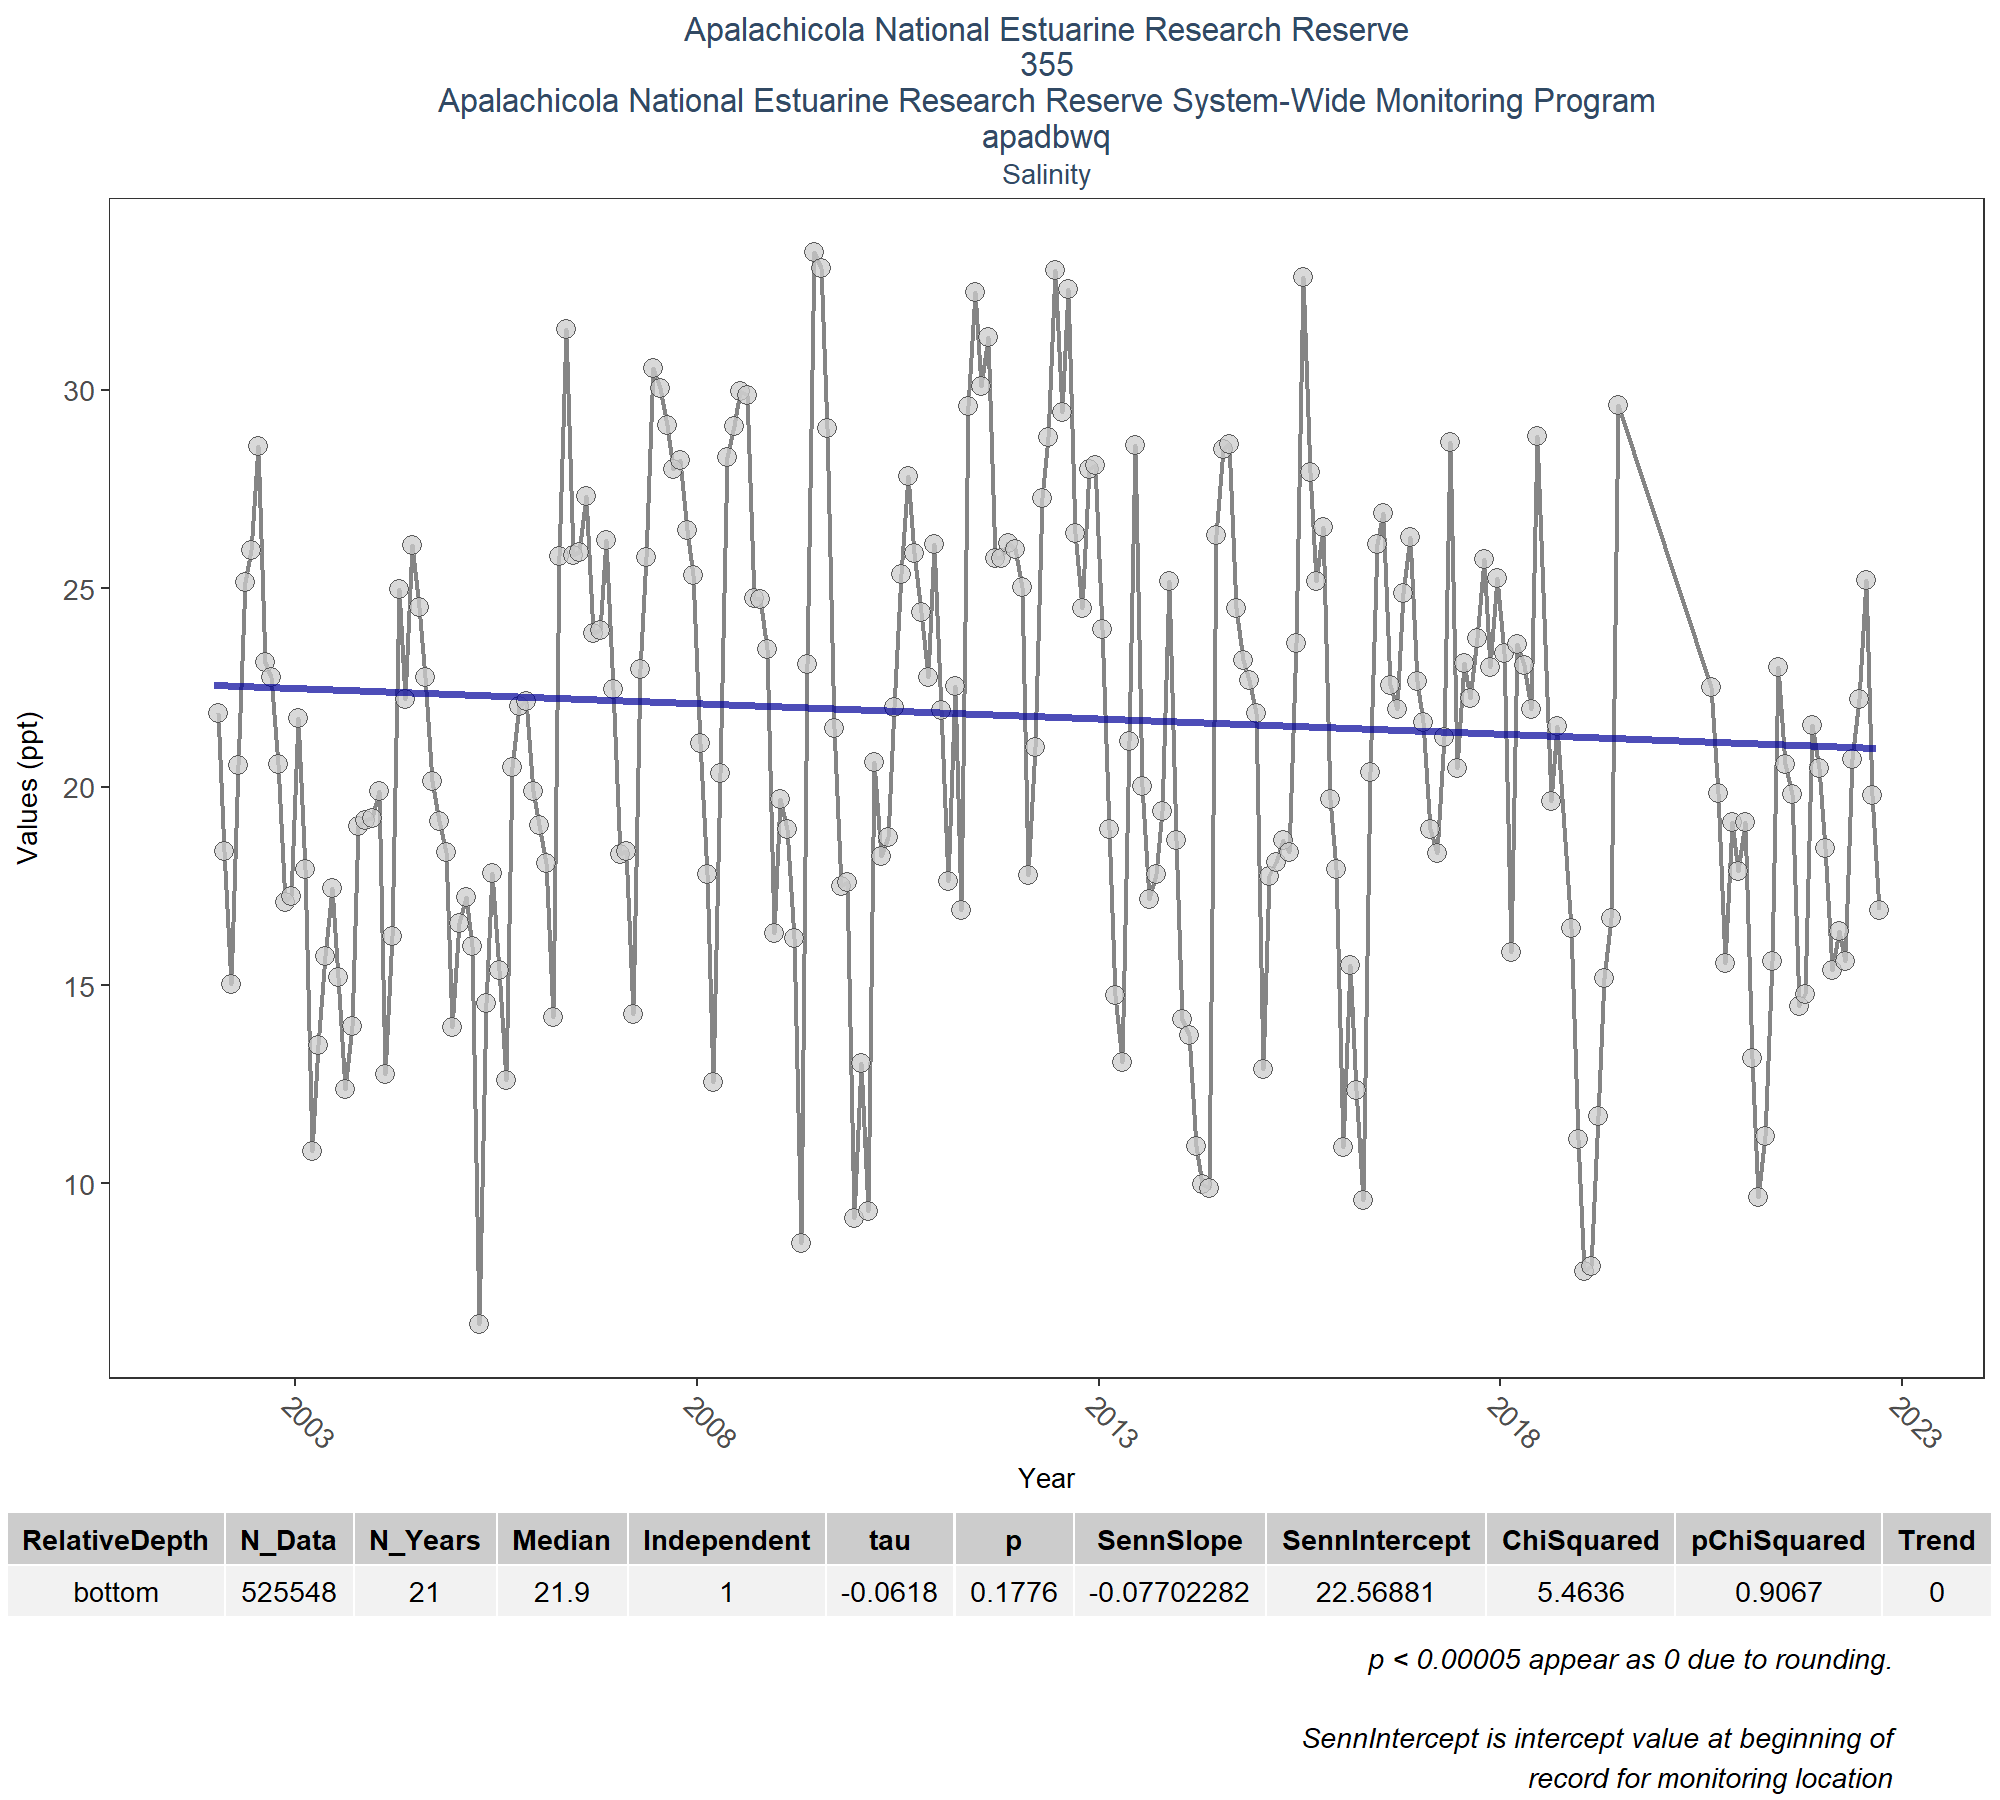 Apalachicola National Estuarine Research Reserve
355
Apalachicola National Estuarine Research Reserve System-Wide Monitoring Program
apadbwq
Salinity
Values (ppt)
30
25
20
15
10
2003 2008 2013 2018 2023
Year
RelativeDepth N_Data N_Years Median Independent tau p SennSlope SennIntercept ChiSquared pChiSquared Trend
bottom 525548 21 21.9 1 -0.0618 0.1776 -0.07702282 22.56881 5.4636 0.9067 0
p < 0.00005 appear as 0 due to rounding.
SennIntercept is intercept value at beginning of
record for monitoring location